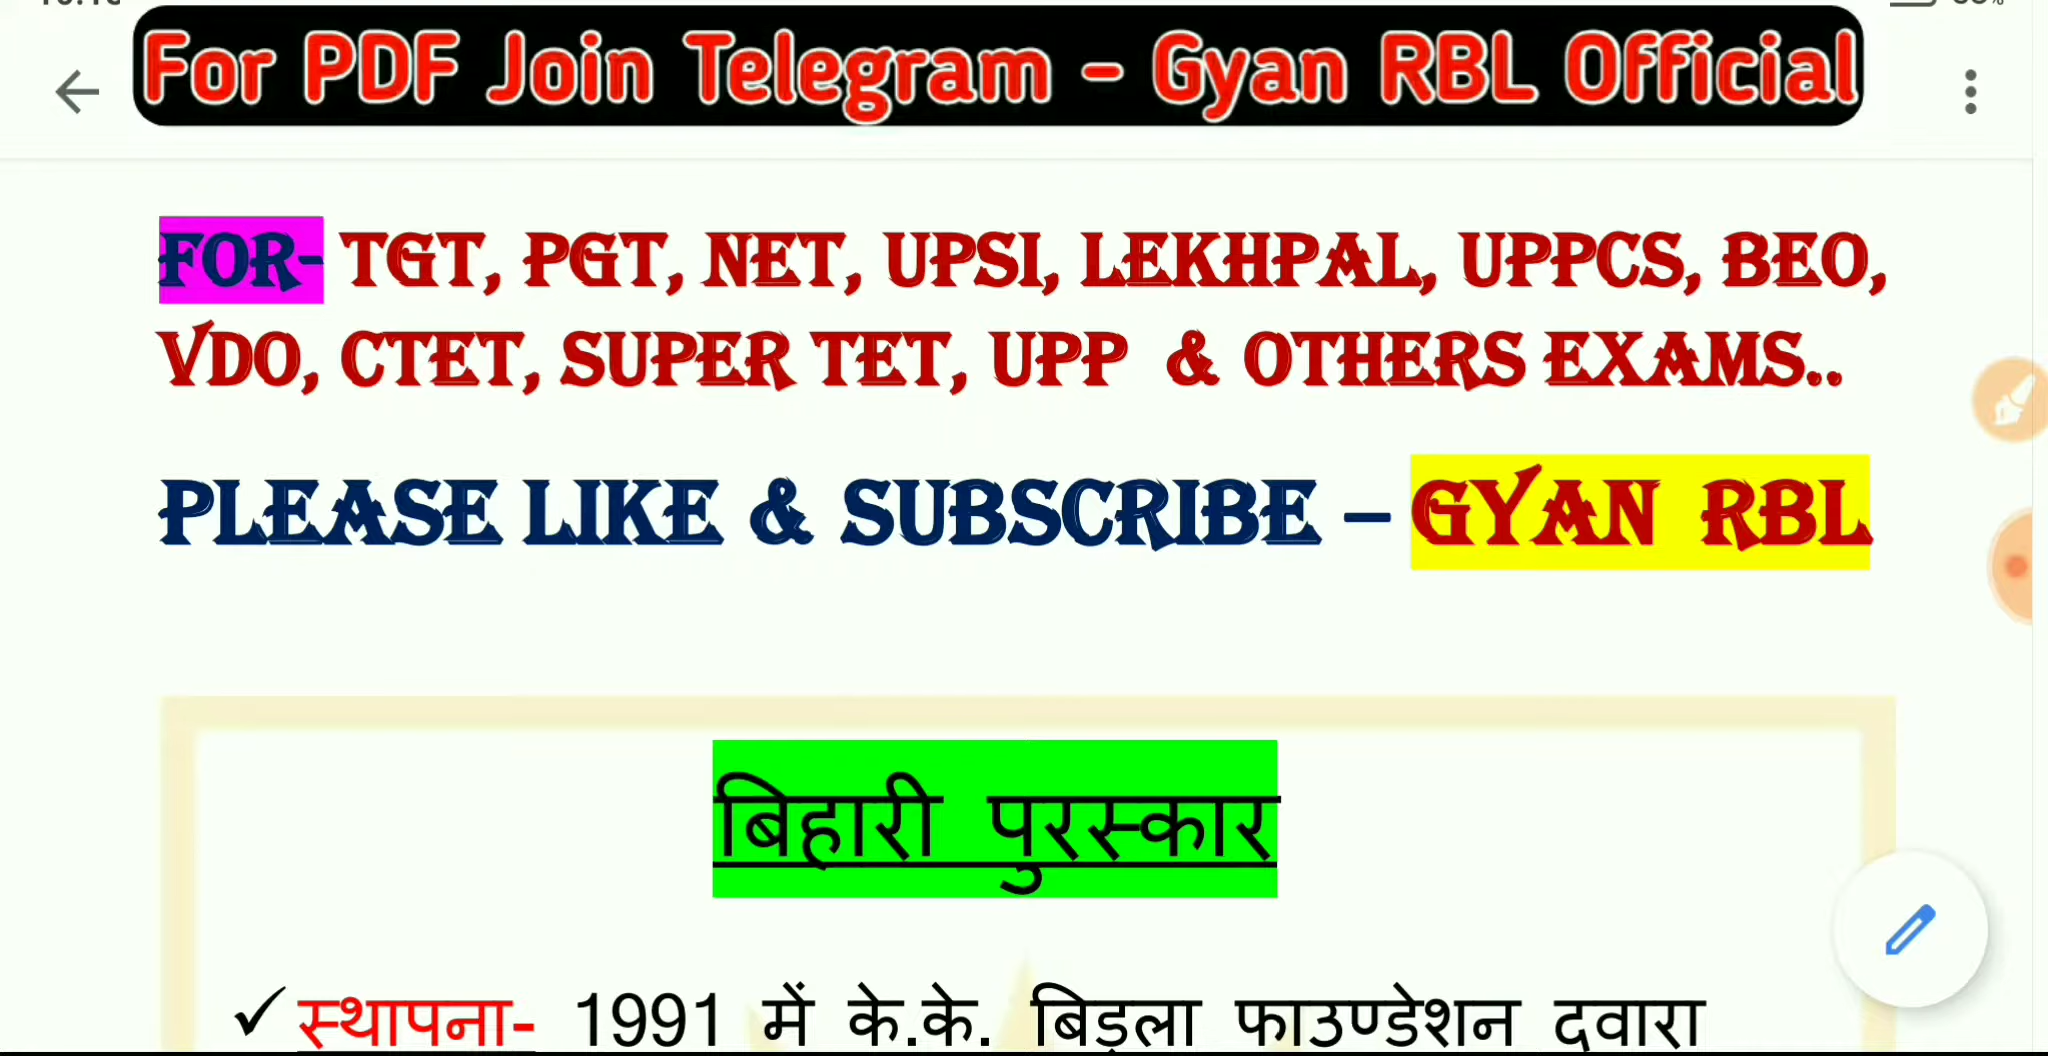 For PDF Join Telegram – Gyan RBL Official
FOR- TGT, PGT, NET, UPSI, LEKHPAL, UPPCS, BEO,
VDO, CTET, SUPER TET, UPP & OTHERS EXAMS..
PLEASE LIKE & SUBSCRIBE – GYAN RBL
बिहारी पुरस्कार
✓ स्थापना- 1991 में के.के. बिड़ला फाउण्डेशन दवारा